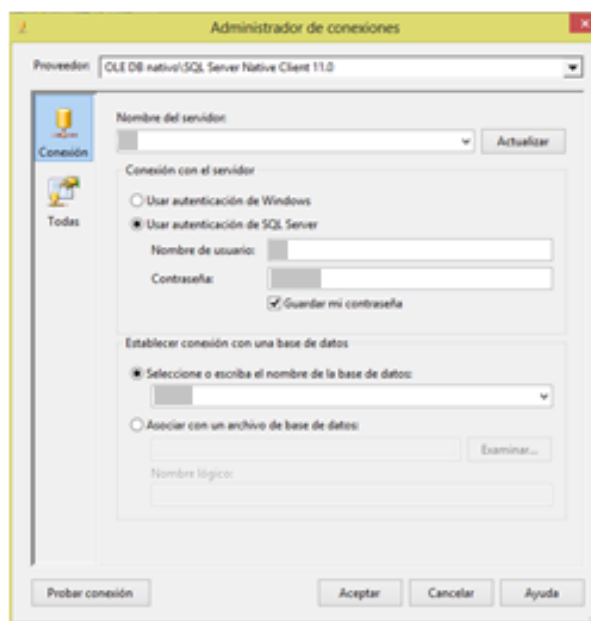 Administrador de conexiones
Proveedor: OLE DB nativo\SQL Server Native Client 11.0
Conexión
Todas
Nombre del servidor:
Actualizar
Conexión con el servidor
Usar autenticación de Windows
Usar autenticación de SQL Server
Nombre de usuario:
Contraseña:
Guardar mi contraseña
Establecer conexión con una base de datos
Seleccione o escriba el nombre de la base de datos:
Asociar con un archivo de base de datos:
Examinar...
Nombre lógico:
Probar conexión Aceptar Cancelar Ayuda